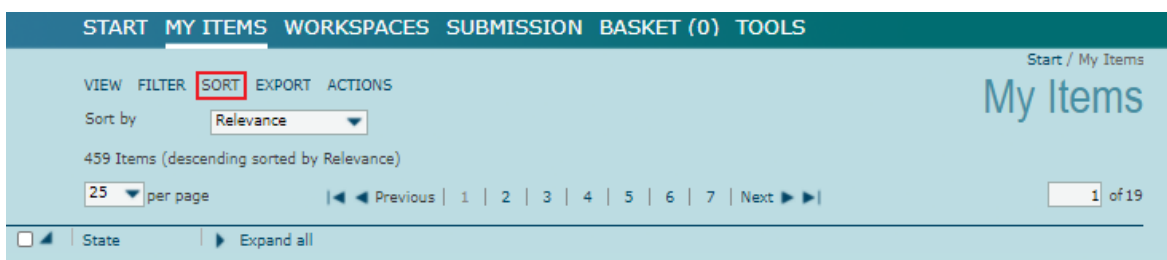 START MY ITEMS WORKSPACES SUBMISSION BASKET (0) TOOLS
Start / My Items
VIEW FILTER SORT EXPORT ACTIONS
My Items
Sort by Relevance
459 Items (descending sorted by Relevance)
25 per page Previous | 1 | 2 | 3 | 4 | 5 | 6 | 7 | Next 1 of 19
State Expand all